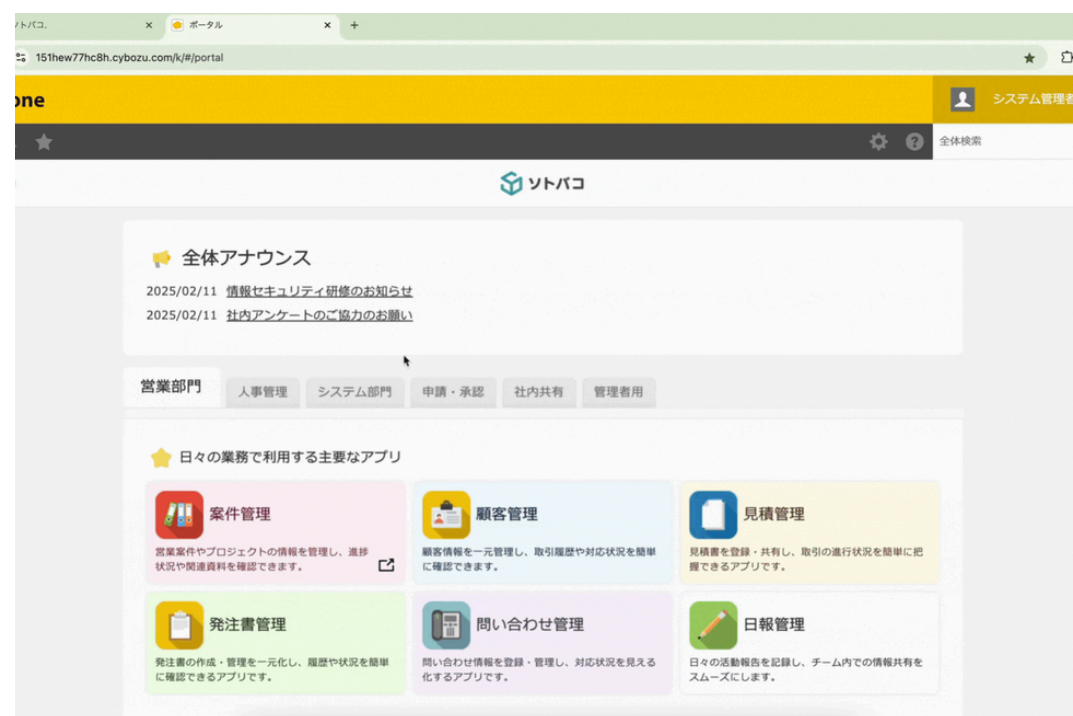 ソトバコ.
ポータル
151hew77hc8h.cybozu.com/k/#/portal
one
システム管理者
全体検索
ソトバコ
全体アナウンス
2025/02/11 情報セキュリティ研修のお知らせ
2025/02/11 社内アンケートのご協力のお願い
営業部門 人事管理 システム部門 申請・承認 社内共有 管理者用
日々の業務で利用する主要なアプリ
案件管理
営業案件やプロジェクトの情報を管理し、進捗
状況や関連資料を確認できます。
顧客管理
顧客情報を一元管理し、取引履歴や対応状況を簡単
に確認できます。
見積管理
見積書を登録・共有し、取引の進行状況を簡単に把
握できるアプリです。
発注書管理
発注書の作成・管理を一元化し、履歴や状況を簡単
に確認できるアプリです。
問い合わせ管理
問い合わせ情報を登録・管理し、対応状況を見える
化するアプリです。
日報管理
日々の活動報告を記録し、チーム内での情報共有を
スムーズにします。